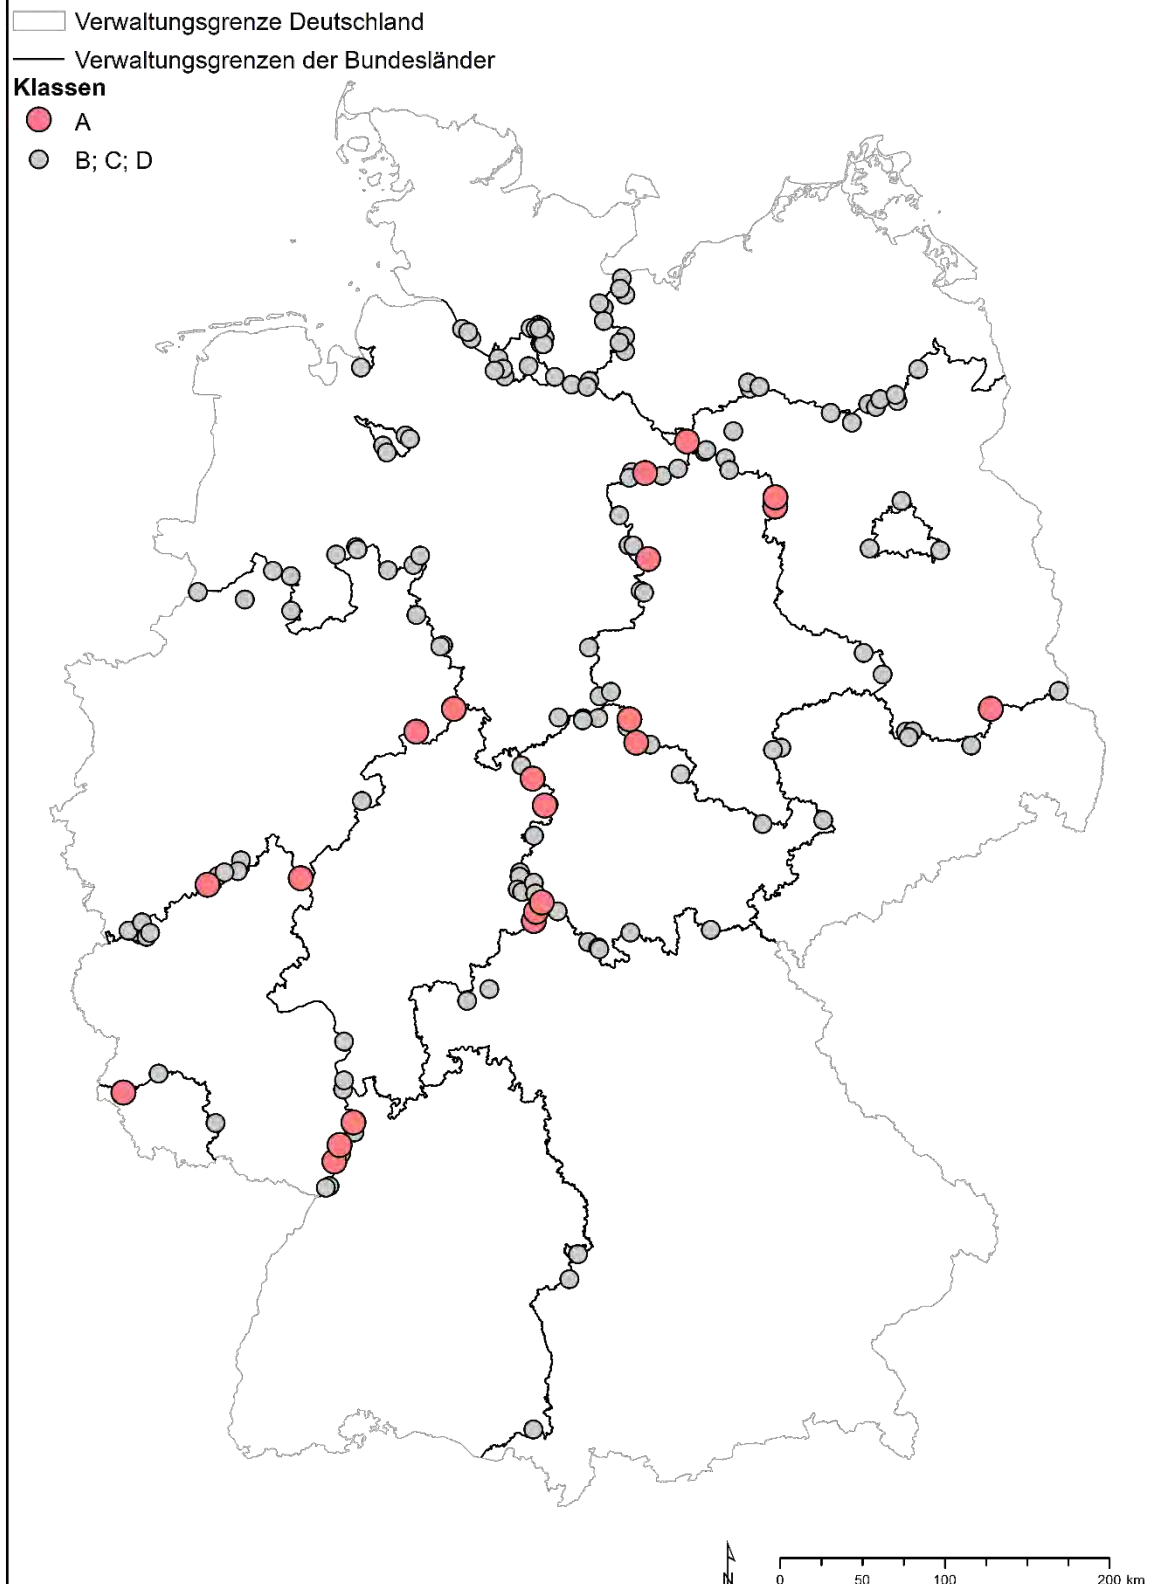 Verwaltungsgrenze Deutschland
Verwaltungsgrenzen der Bundesländer
Klassen
A
B; C; D
N
0 50 100 200 km